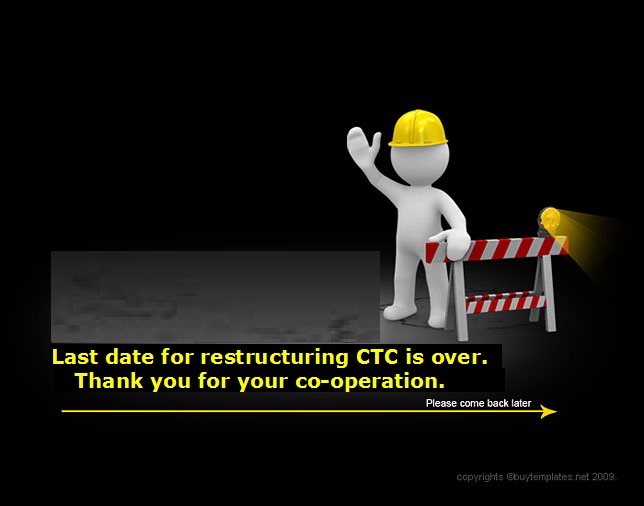 Last date for restructuring CTC is over.
Thank you for your co-operation.
Please come back later
copyrights ©buytemplates.net 2009.